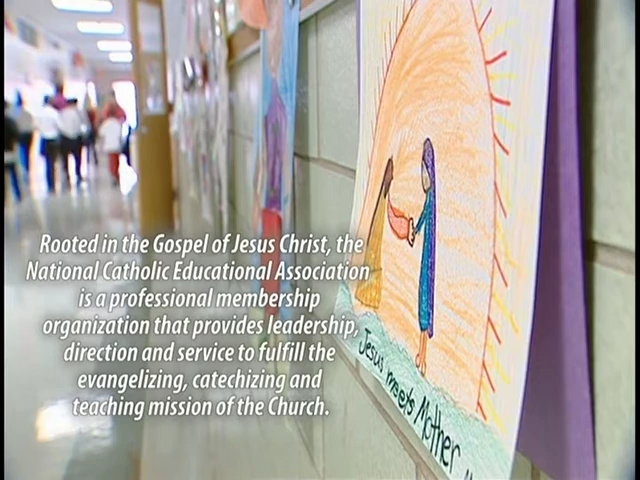 Rooted in the Gospel of Jesus Christ, the
National Catholic Educational Association
is a professional membership
organization that provides leadership,
direction and service to fulfill the
evangelizing, catechizing and
teaching mission of the Church.
Jesus meets Mother